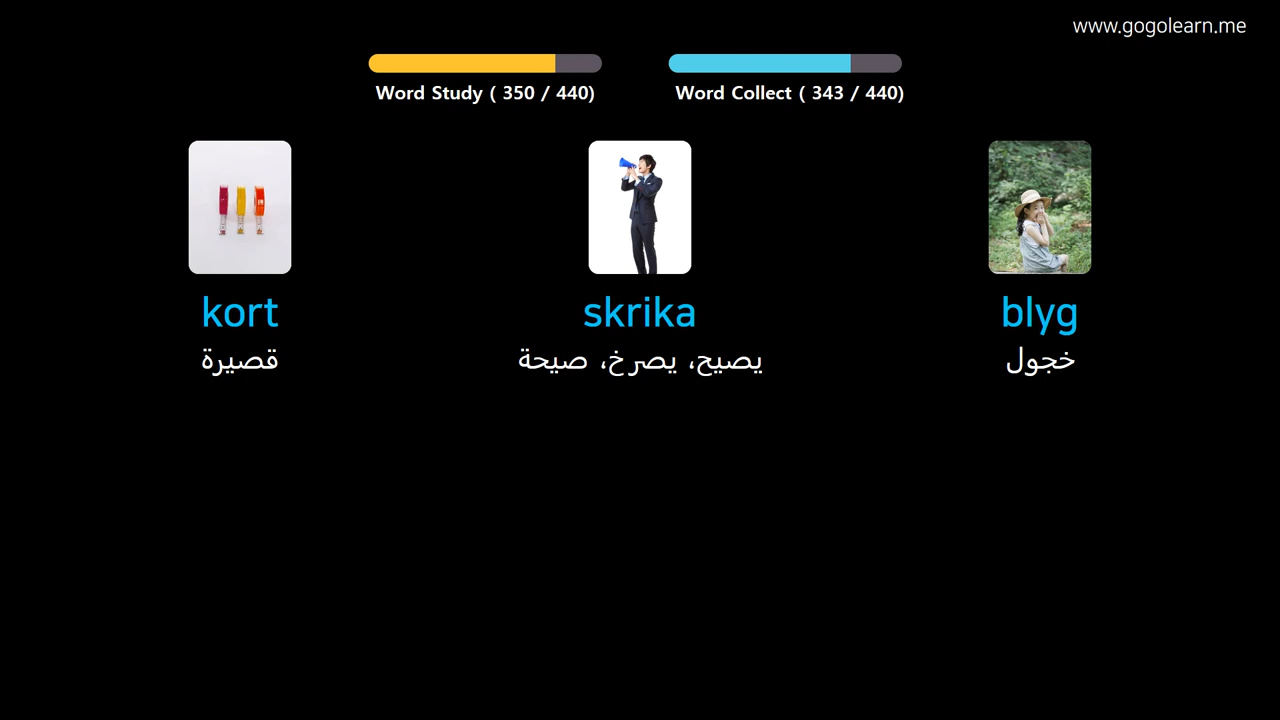 www.gogolearn.me
Word Study ( 350 / 440)
Word Collect ( 343 / 440)
kort
skrika
blyg
قصيرة
يصيح، يصرخ، صيحة
خجول